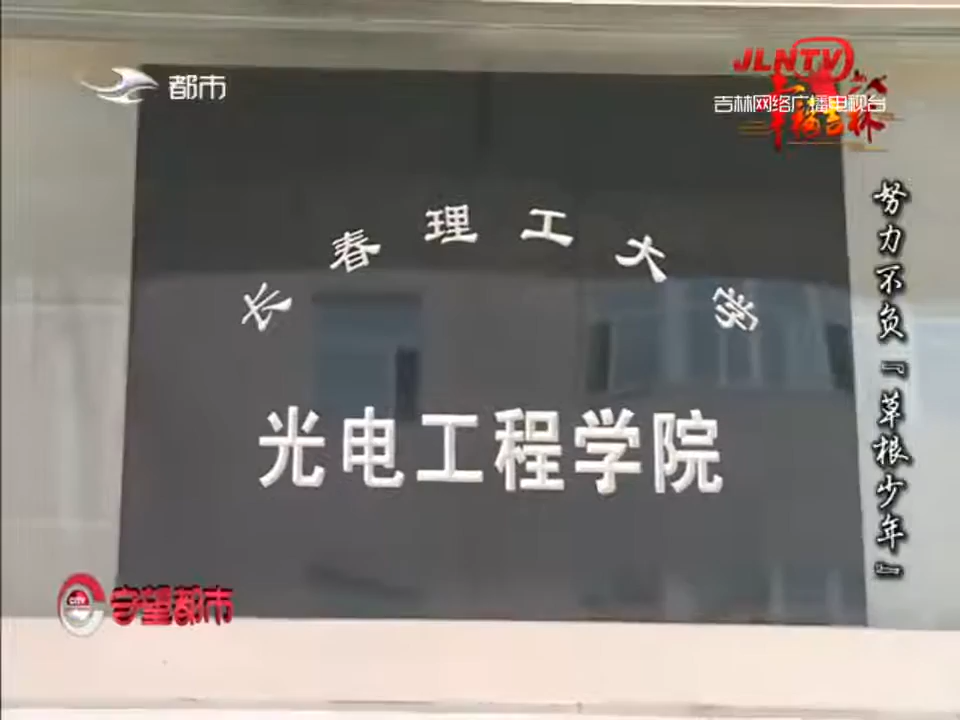 都市
JLNTV
幸福吉林
吉林网络广播电视台
长春理工大学
光电工程学院
努力不负『草根少年』
CITY
守望都市